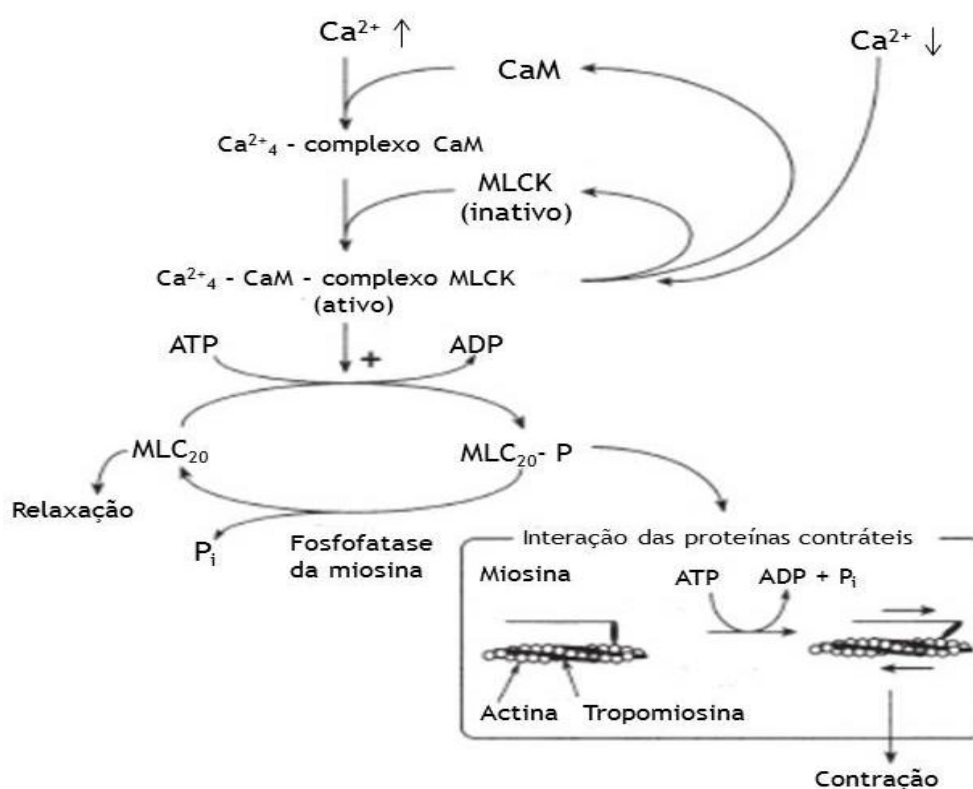 Ca²⁺ ↑
Ca²⁺ ↓
CaM
Ca²⁺₄ - complexo CaM
MLCK
(inativo)
Ca²⁺₄ - CaM - complexo MLCK
(ativo)
ATP
+
ADP
MLC₂₀
MLC₂₀- P
Relaxação
Pᵢ
Fosfofatase
da miosina
Interação das proteínas contráteis
Miosina
ATP
ADP + Pᵢ
Actina
Tropomiosina
Contração